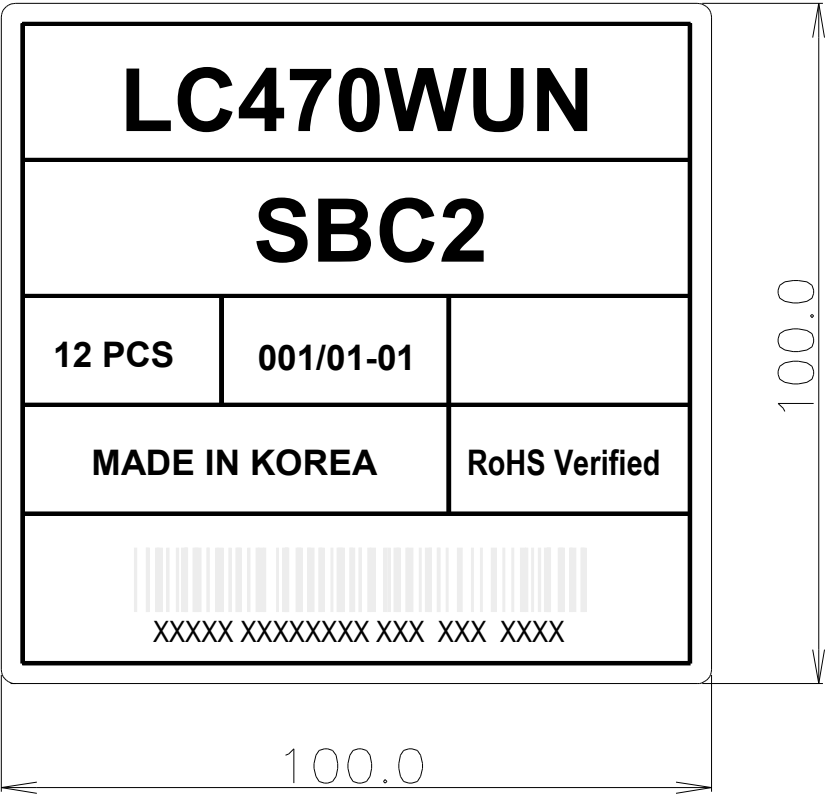 LC470WUN
SBC2
12 PCS 001/01-01
MADE IN KOREA RoHS Verified
XXXXX XXXXXXXX XXX XXX XXXX
100.0
100.0